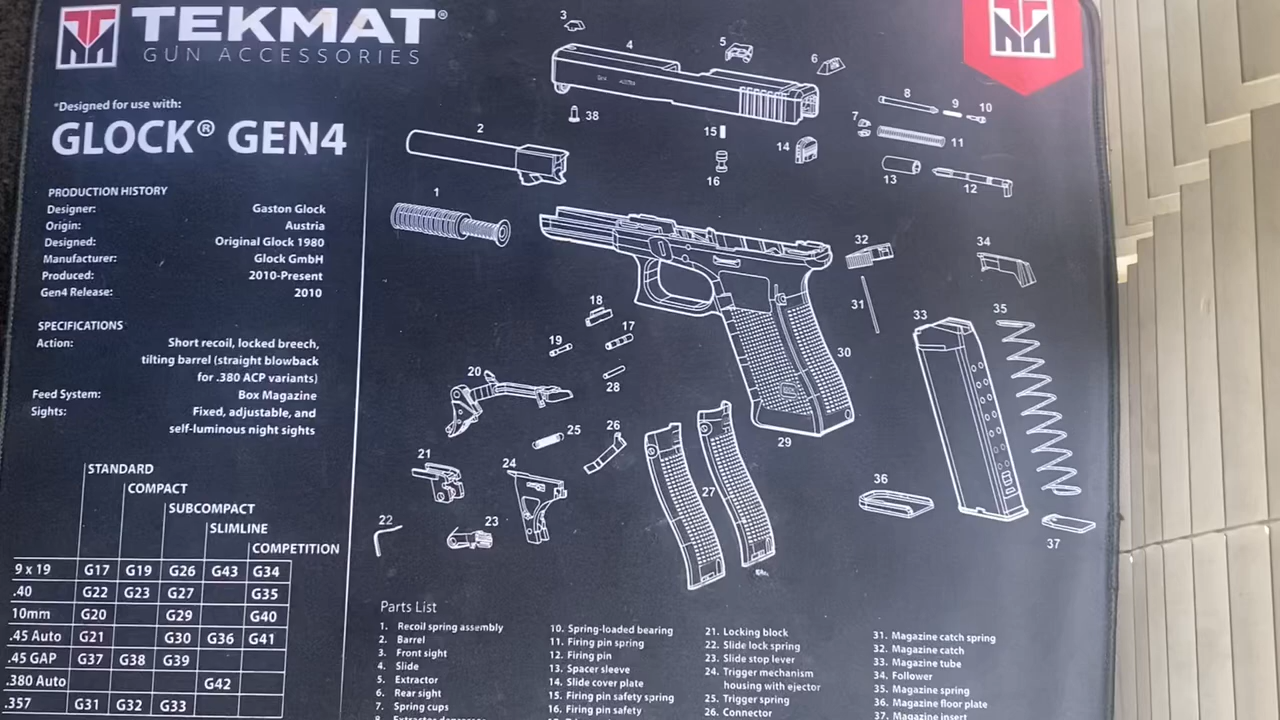 TEKMAT®
GUN ACCESSORIES
*Designed for use with:
GLOCK® GEN4
PRODUCTION HISTORY
Designer: Gaston Glock
Origin: Austria
Designed: Original Glock 1980
Manufacturer: Glock GmbH
Produced: 2010-Present
Gen4 Release: 2010
SPECIFICATIONS
Action: Short recoil, locked breech,
tilting barrel (straight blowback
for .380 ACP variants)
Feed System: Box Magazine
Sights: Fixed, adjustable, and
self-luminous night sights
STANDARD
COMPACT
SUBCOMPACT
SLIMLINE
COMPETITION
9 x 19 G17 G19 G26 G43 G34
.40 G22 G23 G27 G35
10mm G20 G29 G40
.45 Auto G21 G30 G36 G41
.45 GAP G37 G38 G39
.380 Auto G42
.357 G31 G32 G33
3
4
5
6
38
2
15
16
14
8
9
10
7
11
13
12
1
32
34
31
33
35
18
17
19
30
20
28
25
26
29
21
24
27
36
22
23
37
Parts List
1. Recoil spring assembly
2. Barrel
3. Front sight
4. Slide
5. Extractor
6. Rear sight
7. Spring cups
10. Spring-loaded bearing
11. Firing pin spring
12. Firing pin
13. Spacer sleeve
14. Slide cover plate
15. Firing pin safety spring
16. Firing pin safety
21. Locking block
22. Slide lock spring
23. Slide stop lever
24. Trigger mechanism
housing with ejector
25. Trigger spring
26. Connector
31. Magazine catch spring
32. Magazine catch
33. Magazine tube
34. Follower
35. Magazine spring
36. Magazine floor plate
37. Magazine insert